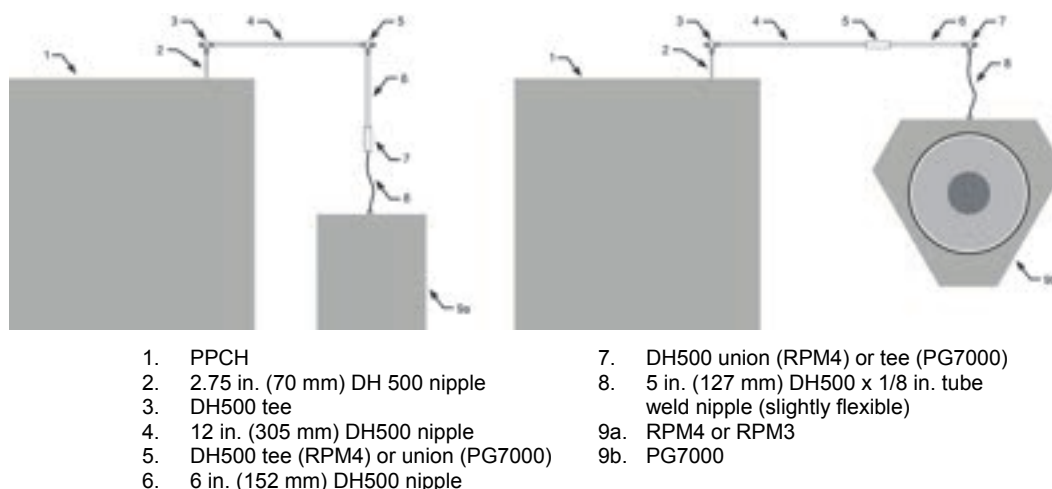 3 4 5
2
1
6
7
8
9a
3 4 5 6 7
2
1
8
9b
1. PPCH
2. 2.75 in. (70 mm) DH 500 nipple
3. DH500 tee
4. 12 in. (305 mm) DH500 nipple
5. DH500 tee (RPM4) or union (PG7000)
6. 6 in. (152 mm) DH500 nipple
7. DH500 union (RPM4) or tee (PG7000)
8. 5 in. (127 mm) DH500 x 1/8 in. tube
weld nipple (slightly flexible)
9a. RPM4 or RPM3
9b. PG7000